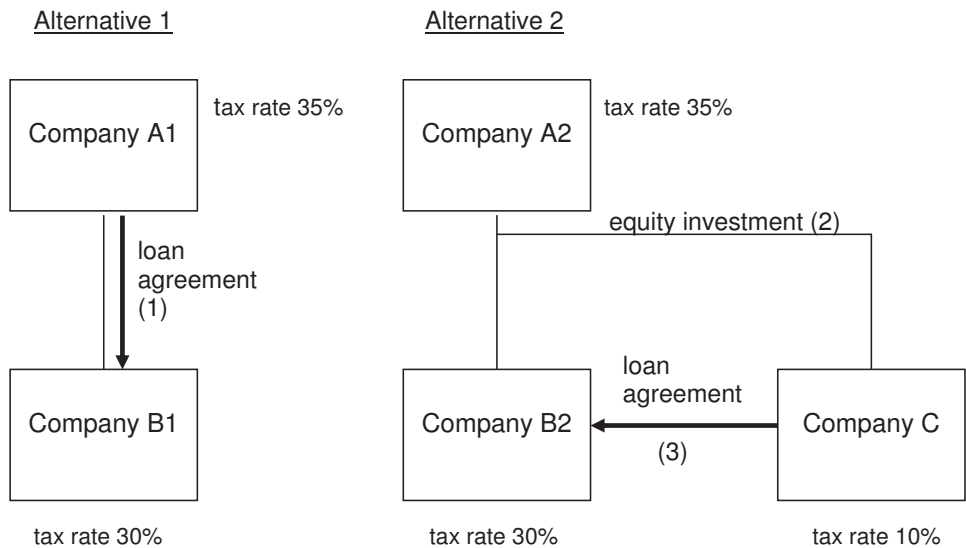 Alternative 1
Company A1
tax rate 35%
loan
agreement
(1)
Company B1
tax rate 30%
Alternative 2
Company A2
tax rate 35%
equity investment (2)
loan
agreement
(3)
Company B2
tax rate 30%
Company C
tax rate 10%